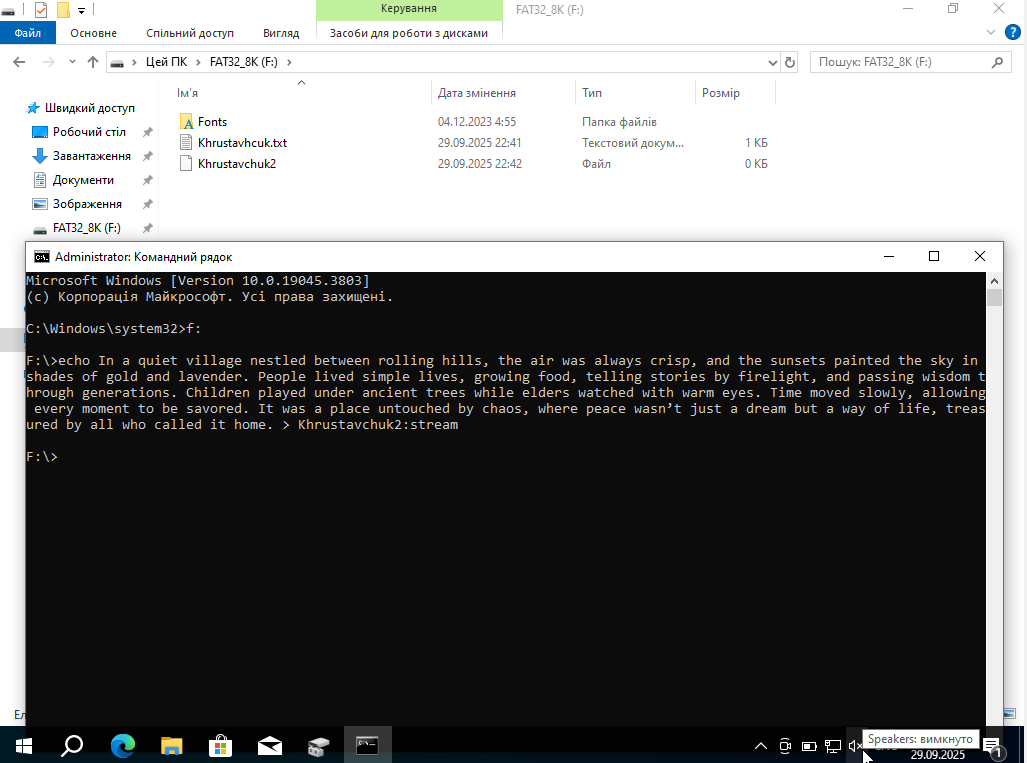 Керування
FAT32_8K (F:)
Файл
Основне
Спільний доступ
Вигляд
Засоби для роботи з дисками
Цей ПК > FAT32_8K (F:) >
Пошук: FAT32_8K (F:)
Ім'я
Дата змінення
Тип
Розмір
Швидкий доступ
Робочий стіл
Завантаження
Документи
Зображення
FAT32_8K (F:)
Fonts 04.12.2023 4:55 Папка файлів
Khrustavhcuk.txt 29.09.2025 22:41 Текстовий докум... 1 КБ
Khrustavchuk2 29.09.2025 22:42 Файл 0 КБ
Administrator: Командний рядок
Microsoft Windows [Version 10.0.19045.3803]
(c) Корпорація Майкрософт. Усі права захищені.
C:\Windows\system32>f:
F:\>echo In a quiet village nestled between rolling hills, the air was always crisp, and the sunsets painted the sky in
shades of gold and lavender. People lived simple lives, growing food, telling stories by firelight, and passing wisdom t
hrough generations. Children played under ancient trees while elders watched with warm eyes. Time moved slowly, allowing
every moment to be savored. It was a place untouched by chaos, where peace wasn’t just a dream but a way of life, treas
ured by all who called it home. > Khrustavchuk2:stream
F:\>
Ел
Speakers: вимкнуто
29.09.2025
1